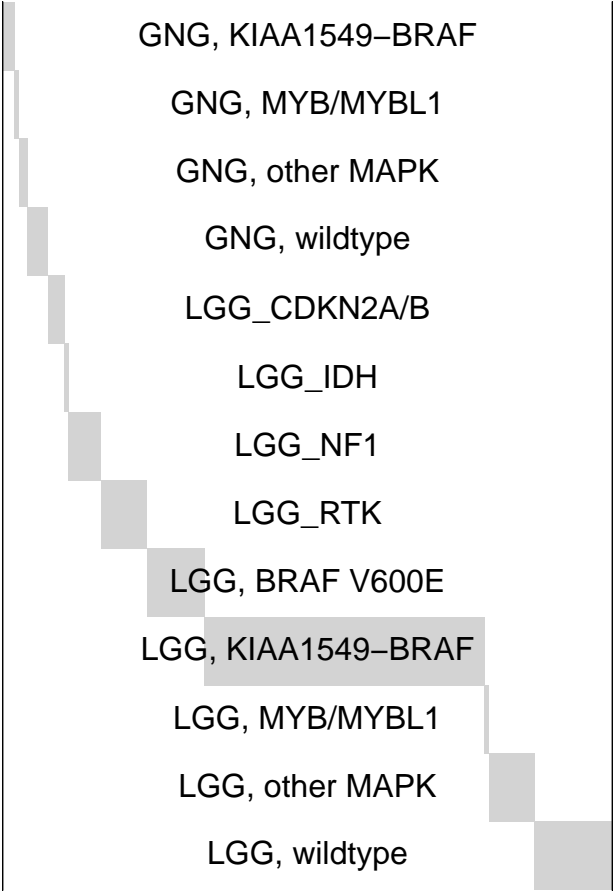 GNG, KIAA1549−BRAF
GNG, MYB/MYBL1
GNG, other MAPK
GNG, wildtype
LGG_CDKN2A/B
LGG_IDH
LGG_NF1
LGG_RTK
LGG, BRAF V600E
LGG, KIAA1549−BRAF
LGG, MYB/MYBL1
LGG, other MAPK
LGG, wildtype